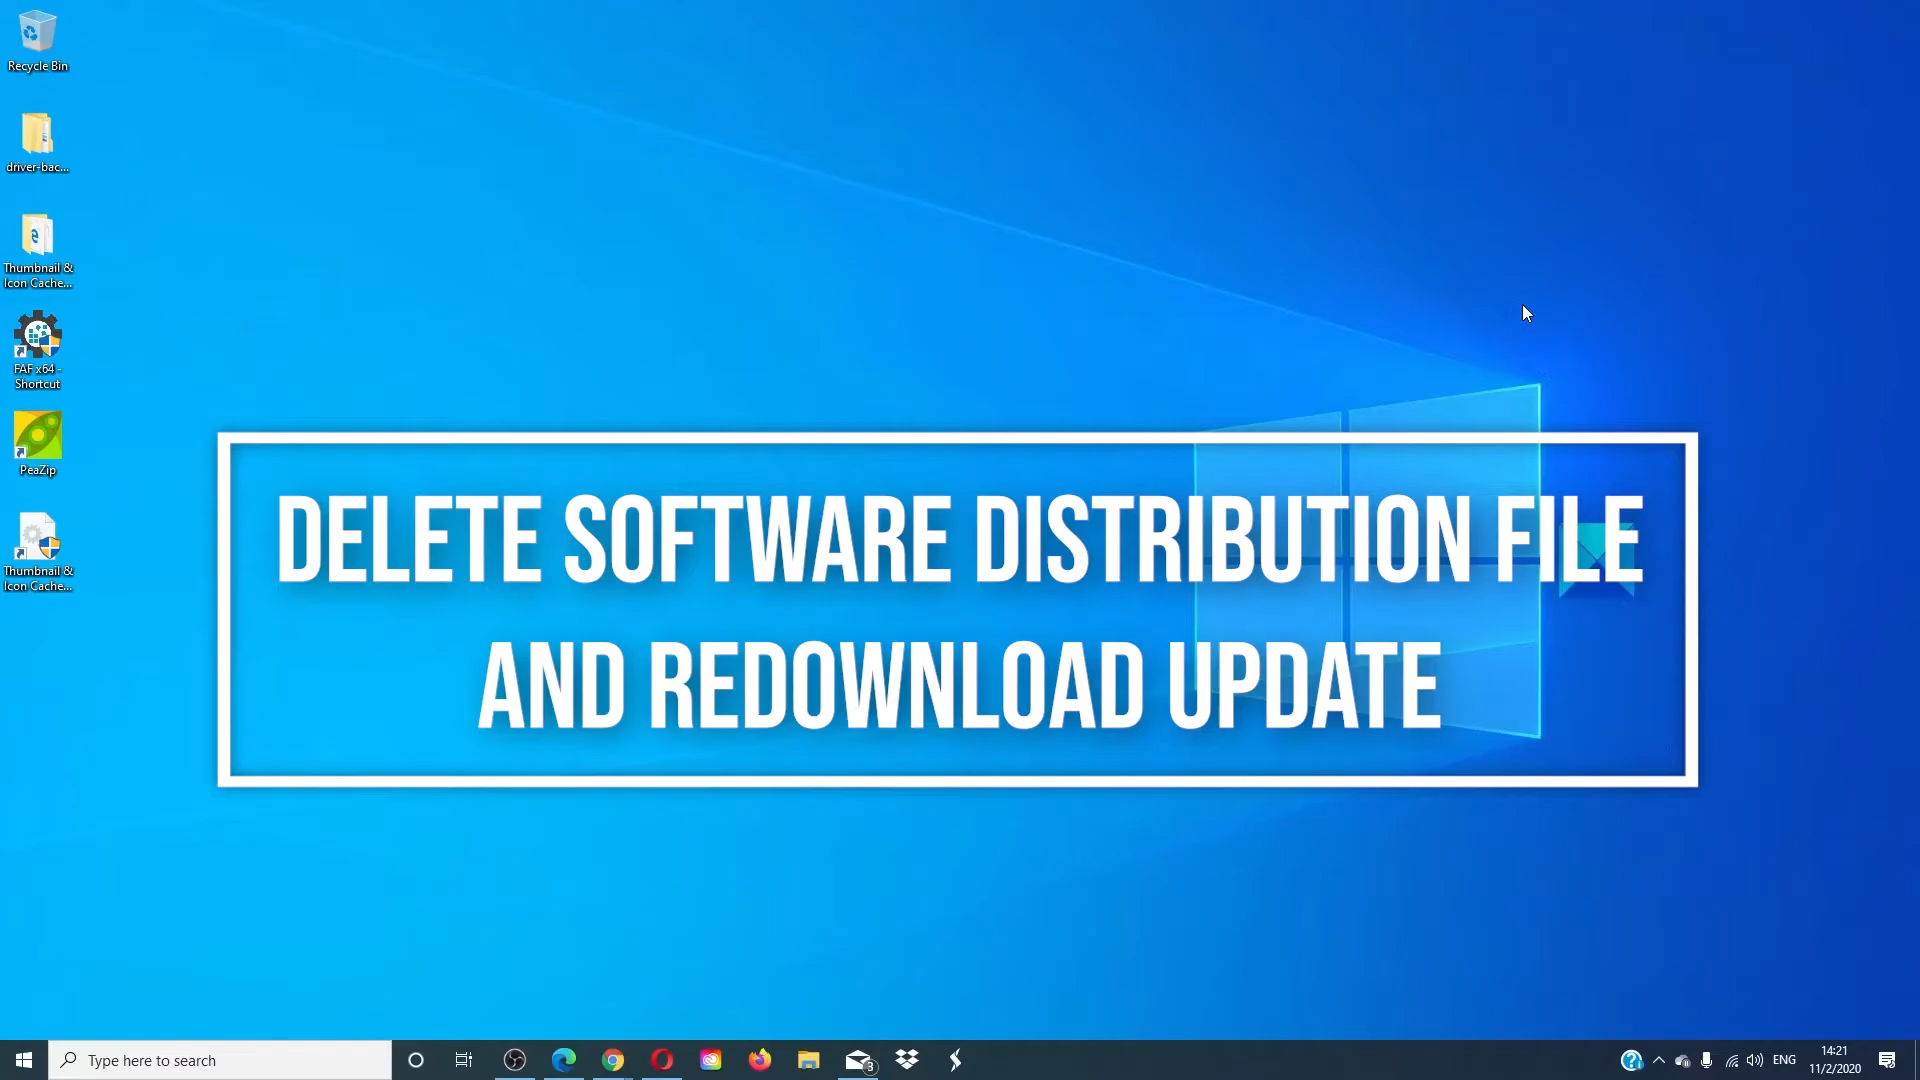 Recycle Bin
driver-bac...
Thumbnail &
Icon Cache...
FAF x64 -
Shortcut
PeaZip
Thumbnail &
Icon Cache...
DELETE SOFTWARE DISTRIBUTION FILE
AND REDOWNLOAD UPDATE
Type here to search
3
ENG
14:21
11/2/2020